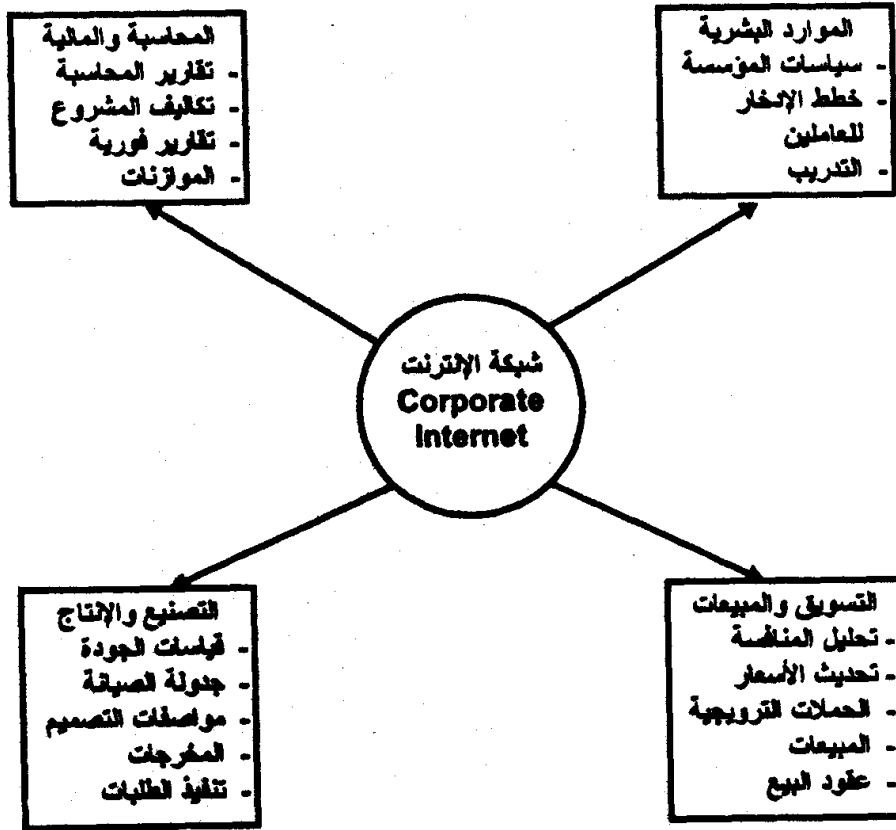 الموارد البشرية
- سياسات المؤسسة
- خطط الإدخار
للعاملين
- التدريب
المحاسبة والمالية
- تقارير المحاسبة
- تكاليف المشروع
- تقارير فورية
- الموازنات
شبكة الإنترنت
Corporate
Internet
التسويق والمبيعات
- تحليل المنافسة
- تحديث الأسعار
- الحملات الترويجية
- المبيعات
- عقود البيع
التصنيع والإنتاج
- قياسات الجودة
- جدولة الصيانة
- مواصفات التصميم
- المخرجات
- تنفيذ الطلبات